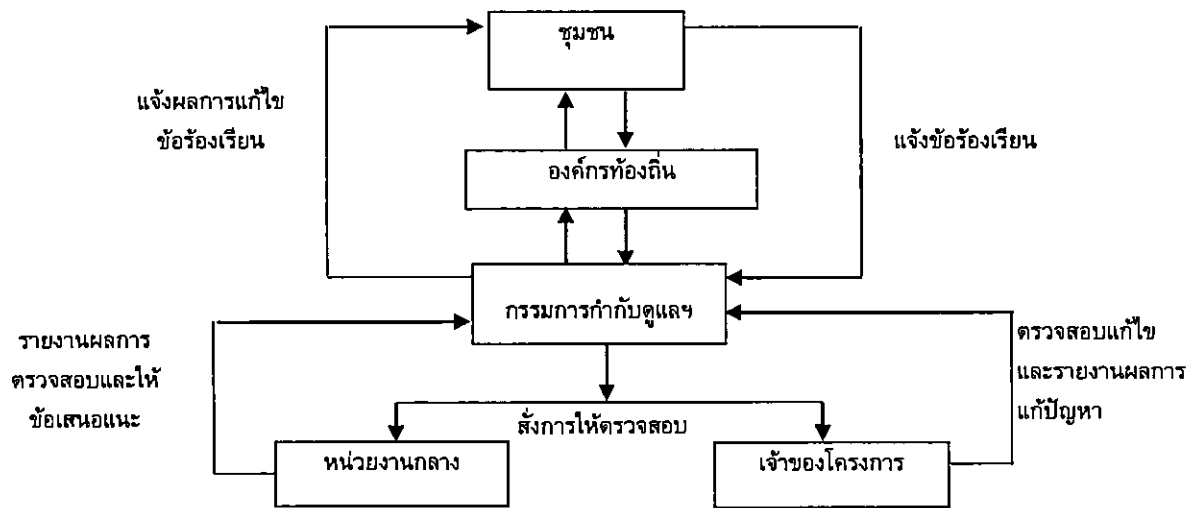 ชุมชน
แจ้งผลการแก้ไข
ข้อร้องเรียน
แจ้งข้อร้องเรียน
องค์กรท้องถิ่น
กรรมการกำกับดูแลฯ
รายงานผลการ
ตรวจสอบและให้
ข้อเสนอแนะ
ตรวจสอบแก้ไข
และรายงานผลการ
แก้ปัญหา
สั่งการให้ตรวจสอบ
หน่วยงานกลาง
เจ้าของโครงการ